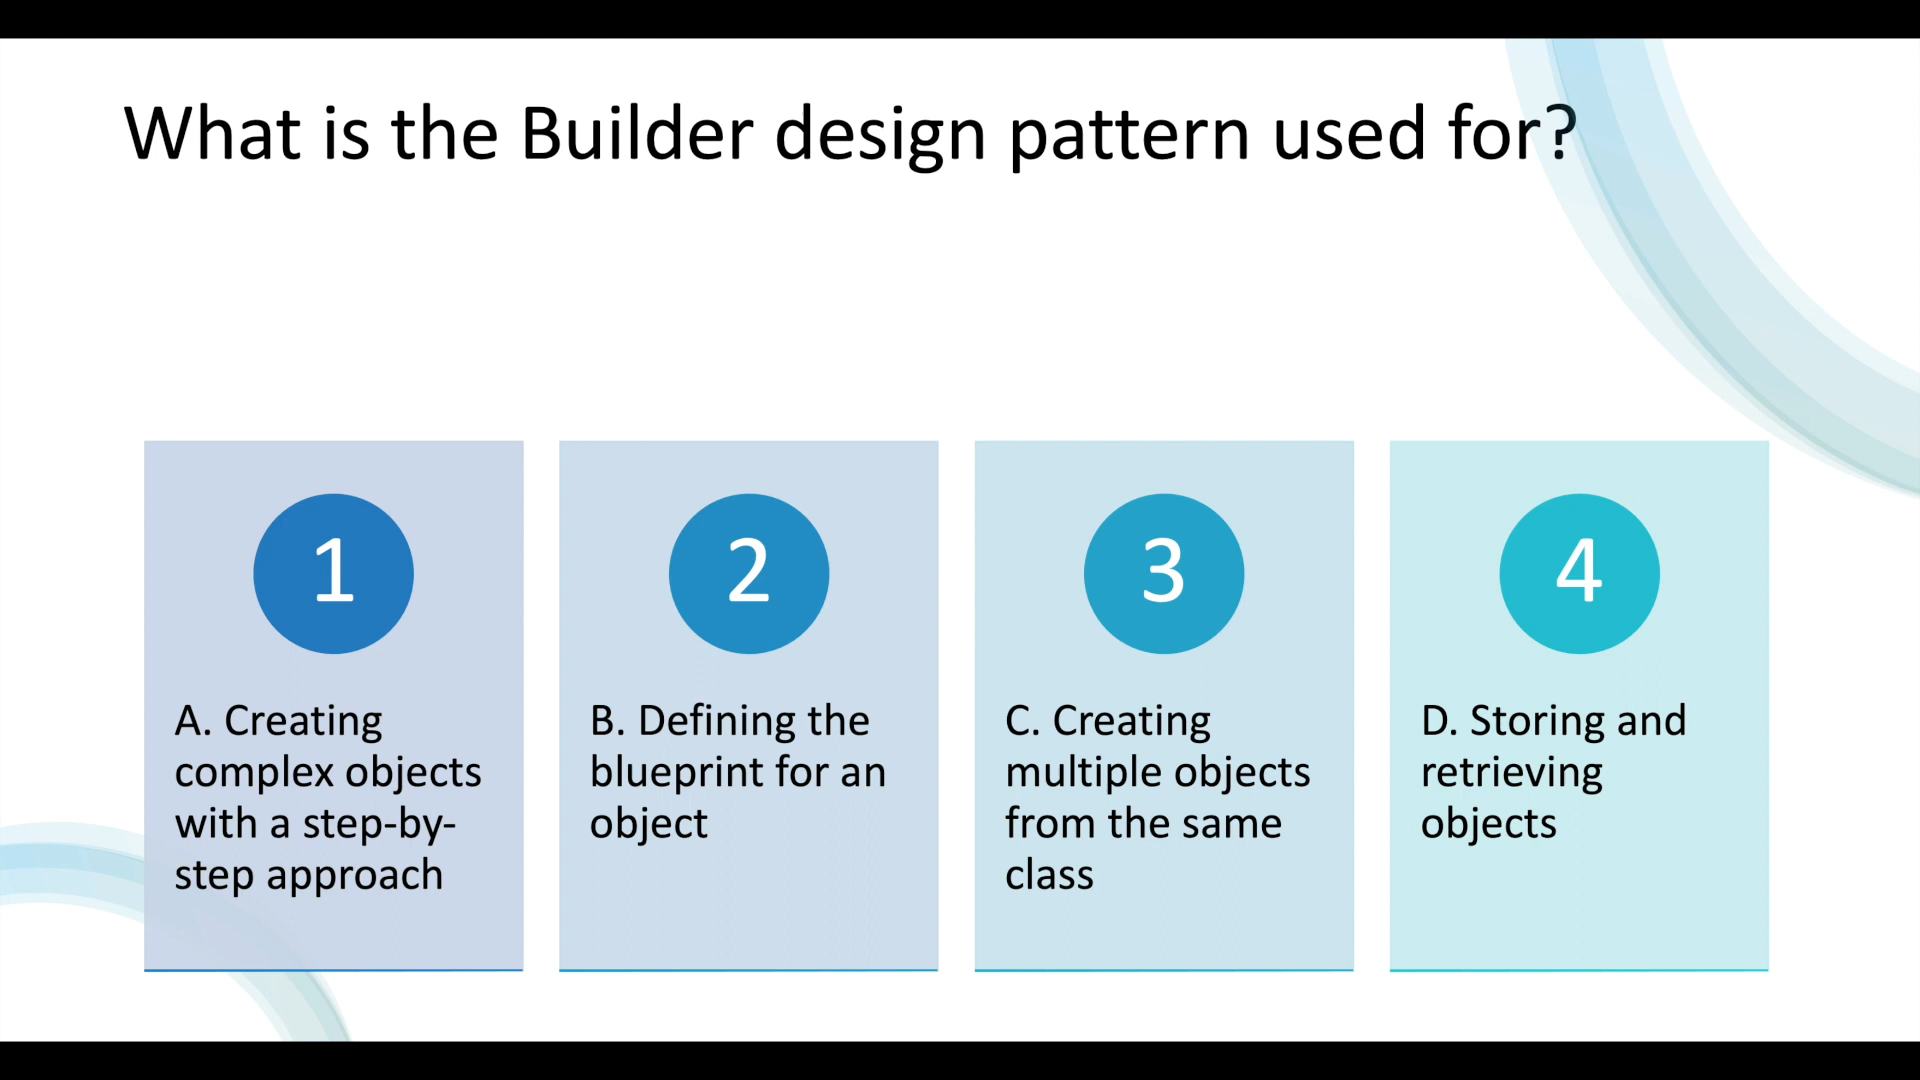 What is the Builder design pattern used for?
1
A. Creating
complex objects
with a step-by-
step approach
2
B. Defining the
blueprint for an
object
3
C. Creating
multiple objects
from the same
class
4
D. Storing and
retrieving
objects